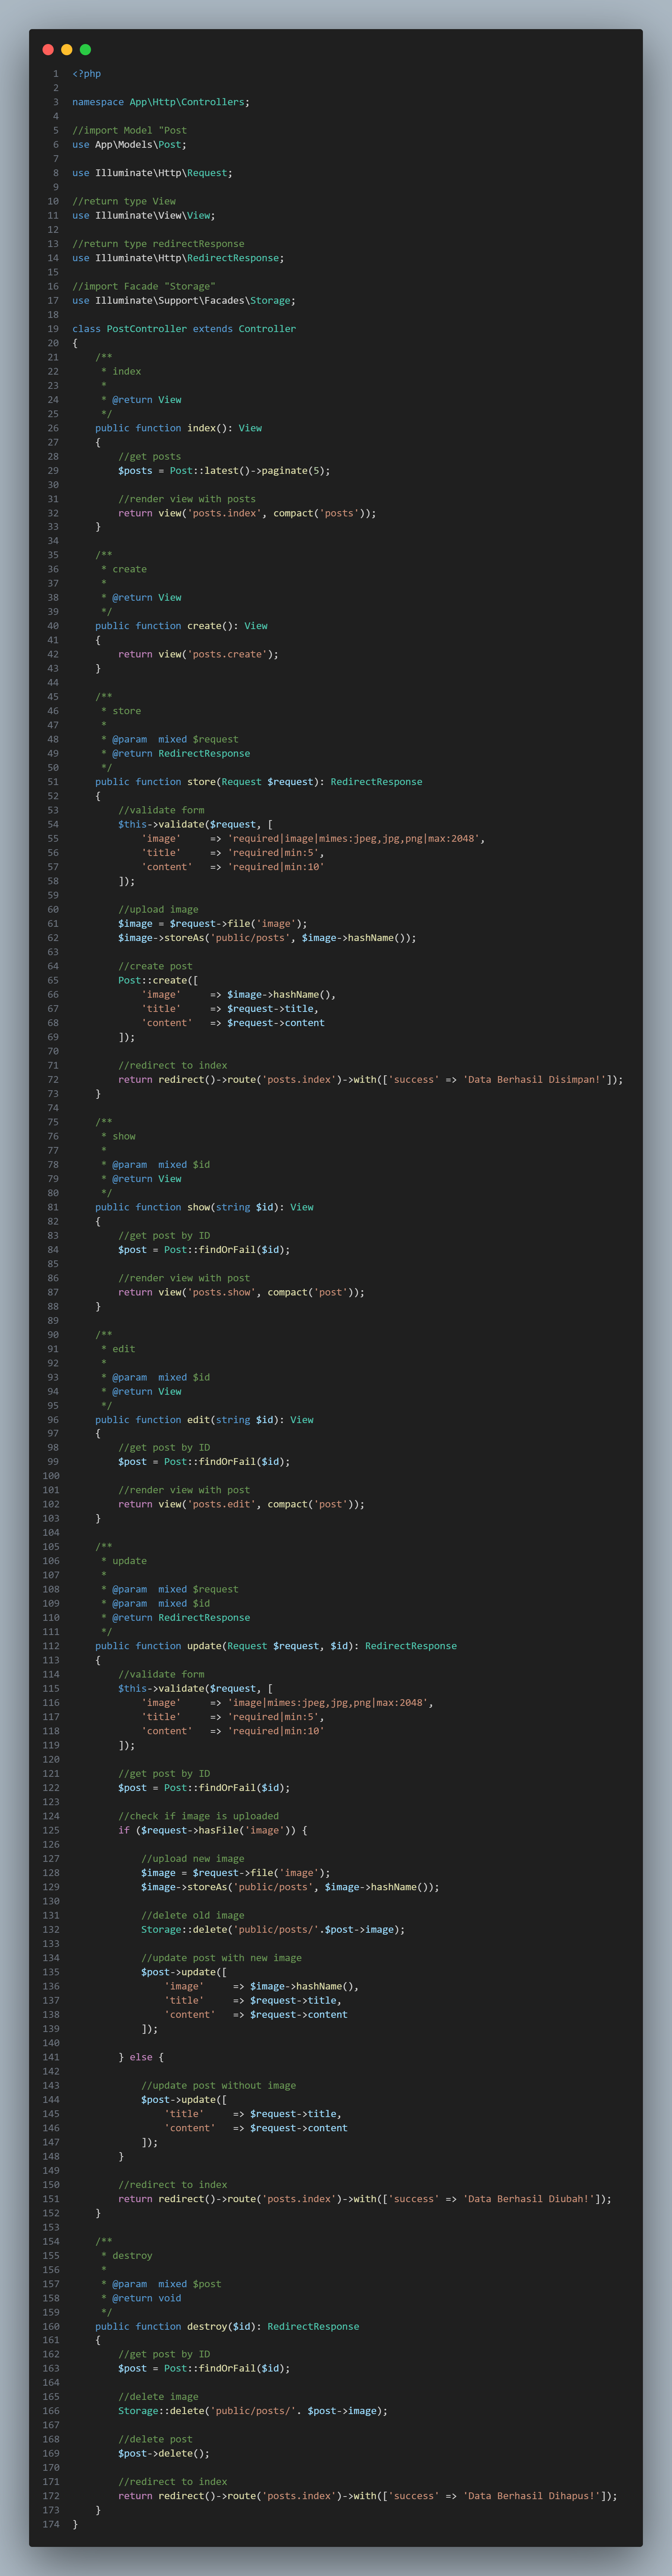 1 <?php
2
3 namespace App\Http\Controllers;
4
5 //import Model "Post
6 use App\Models\Post;
7
8 use Illuminate\Http\Request;
9
10 //return type View
11 use Illuminate\View\View;
12
13 //return type redirectResponse
14 use Illuminate\Http\RedirectResponse;
15
16 //import Facade "Storage"
17 use Illuminate\Support\Facades\Storage;
18
19 class PostController extends Controller
20 {
21     /**
22      * index
23      *
24      * @return View
25      */
26     public function index(): View
27     {
28         //get posts
29         $posts = Post::latest()->paginate(5);
30
31         //render view with posts
32         return view('posts.index', compact('posts'));
33     }
34
35     /**
36      * create
37      *
38      * @return View
39      */
40     public function create(): View
41     {
42         return view('posts.create');
43     }
44
45     /**
46      * store
47      *
48      * @param  mixed $request
49      * @return RedirectResponse
50      */
51     public function store(Request $request): RedirectResponse
52     {
53         //validate form
54         $this->validate($request, [
55             'image'     => 'required|image|mimes:jpeg,jpg,png|max:2048',
56             'title'     => 'required|min:5',
57             'content'   => 'required|min:10'
58         ]);
59
60         //upload image
61         $image = $request->file('image');
62         $image->storeAs('public/posts', $image->hashName());
63
64         //create post
65         Post::create([
66             'image'     => $image->hashName(),
67             'title'     => $request->title,
68             'content'   => $request->content
69         ]);
70
71         //redirect to index
72         return redirect()->route('posts.index')->with(['success' => 'Data Berhasil Disimpan!']);
73     }
74
75     /**
76      * show
77      *
78      * @param  mixed $id
79      * @return View
80      */
81     public function show(string $id): View
82     {
83         //get post by ID
84         $post = Post::findOrFail($id);
85
86         //render view with post
87         return view('posts.show', compact('post'));
88     }
89
90     /**
91      * edit
92      *
93      * @param  mixed $id
94      * @return View
95      */
96     public function edit(string $id): View
97     {
98         //get post by ID
99         $post = Post::findOrFail($id);
100
101         //render view with post
102         return view('posts.edit', compact('post'));
103     }
104
105     /**
106      * update
107      *
108      * @param  mixed $request
109      * @param  mixed $id
110      * @return RedirectResponse
111      */
112     public function update(Request $request, $id): RedirectResponse
113     {
114         //validate form
115         $this->validate($request, [
116             'image'     => 'image|mimes:jpeg,jpg,png|max:2048',
117             'title'     => 'required|min:5',
118             'content'   => 'required|min:10'
119         ]);
120
121         //get post by ID
122         $post = Post::findOrFail($id);
123
124         //check if image is uploaded
125         if ($request->hasFile('image')) {
126
127             //upload new image
128             $image = $request->file('image');
129             $image->storeAs('public/posts', $image->hashName());
130
131             //delete old image
132             Storage::delete('public/posts/'.$post->image);
133
134             //update post with new image
135             $post->update([
136                 'image'     => $image->hashName(),
137                 'title'     => $request->title,
138                 'content'   => $request->content
139             ]);
140
141         } else {
142
143             //update post without image
144             $post->update([
145                 'title'     => $request->title,
146                 'content'   => $request->content
147             ]);
148         }
149
150         //redirect to index
151         return redirect()->route('posts.index')->with(['success' => 'Data Berhasil Diubah!']);
152     }
153
154     /**
155      * destroy
156      *
157      * @param  mixed $post
158      * @return void
159      */
160     public function destroy($id): RedirectResponse
161     {
162         //get post by ID
163         $post = Post::findOrFail($id);
164
165         //delete image
166         Storage::delete('public/posts/'. $post->image);
167
168         //delete post
169         $post->delete();
170
171         //redirect to index
172         return redirect()->route('posts.index')->with(['success' => 'Data Berhasil Dihapus!']);
173     }
174 }